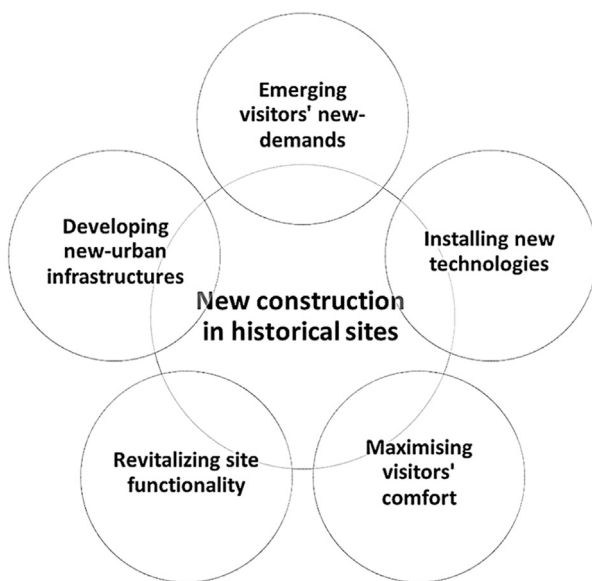 Emerging
visitors' new-
demands
Developing
new-urban
infrastructures
Installing new
technologies
New construction
in historical sites
Revitalizing site
functionality
Maximising
visitors'
comfort